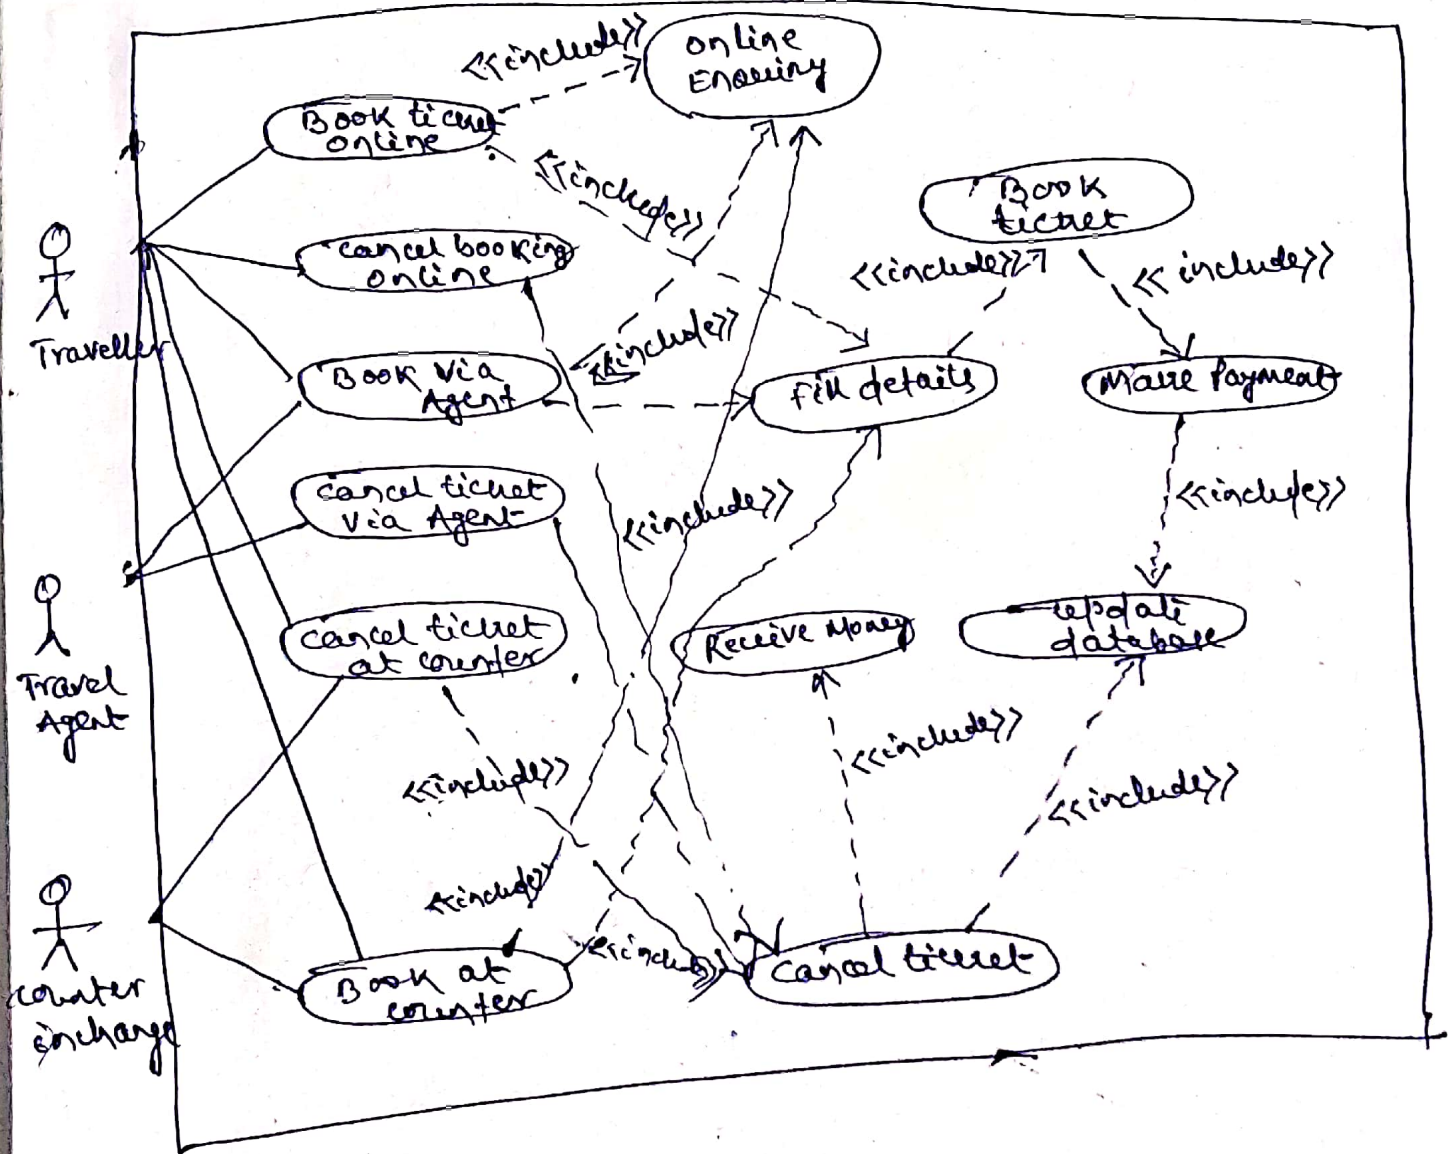 <<include>>
Online
Enquiry
Book ticket
online
<<include>>
Book
ticket
Cancel booking
online
<<include>>
<<include>>
Traveller
<<include>>
Book Via
Agent
Fill details
Make Payment
Cancel ticket
Via Agent
<<include>>
<<include>>
Travel
Agent
Cancel ticket
at counter
Receive Money
update
database
<<include>>
<<include>>
<<include>>
<<include>>
counter
incharge
Book at
counter
<<include>>
Cancel ticket